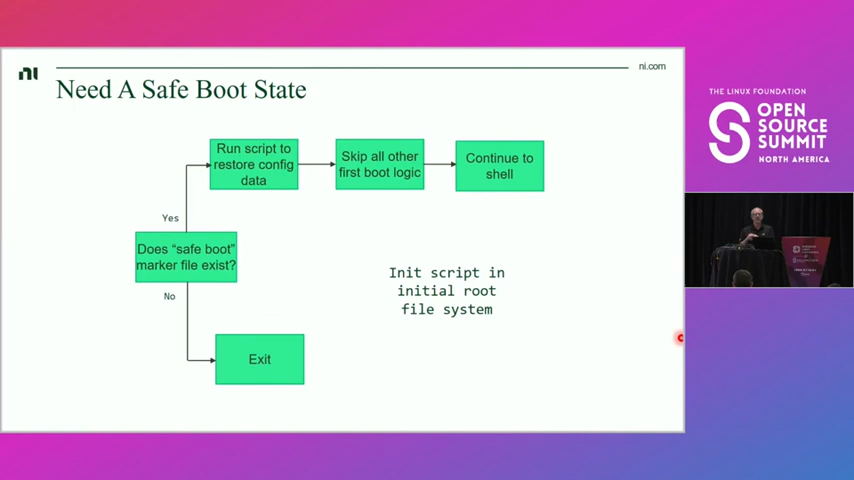 ni
ni.com
Need A Safe Boot State
Run script to
restore config
data
Skip all other
first boot logic
Continue to
shell
Yes
Does “safe boot”
marker file exist?
No
Init script in
initial root
file system
Exit
THE LINUX FOUNDATION
OPEN
SOURCE
SUMMIT
NORTH AMERICA